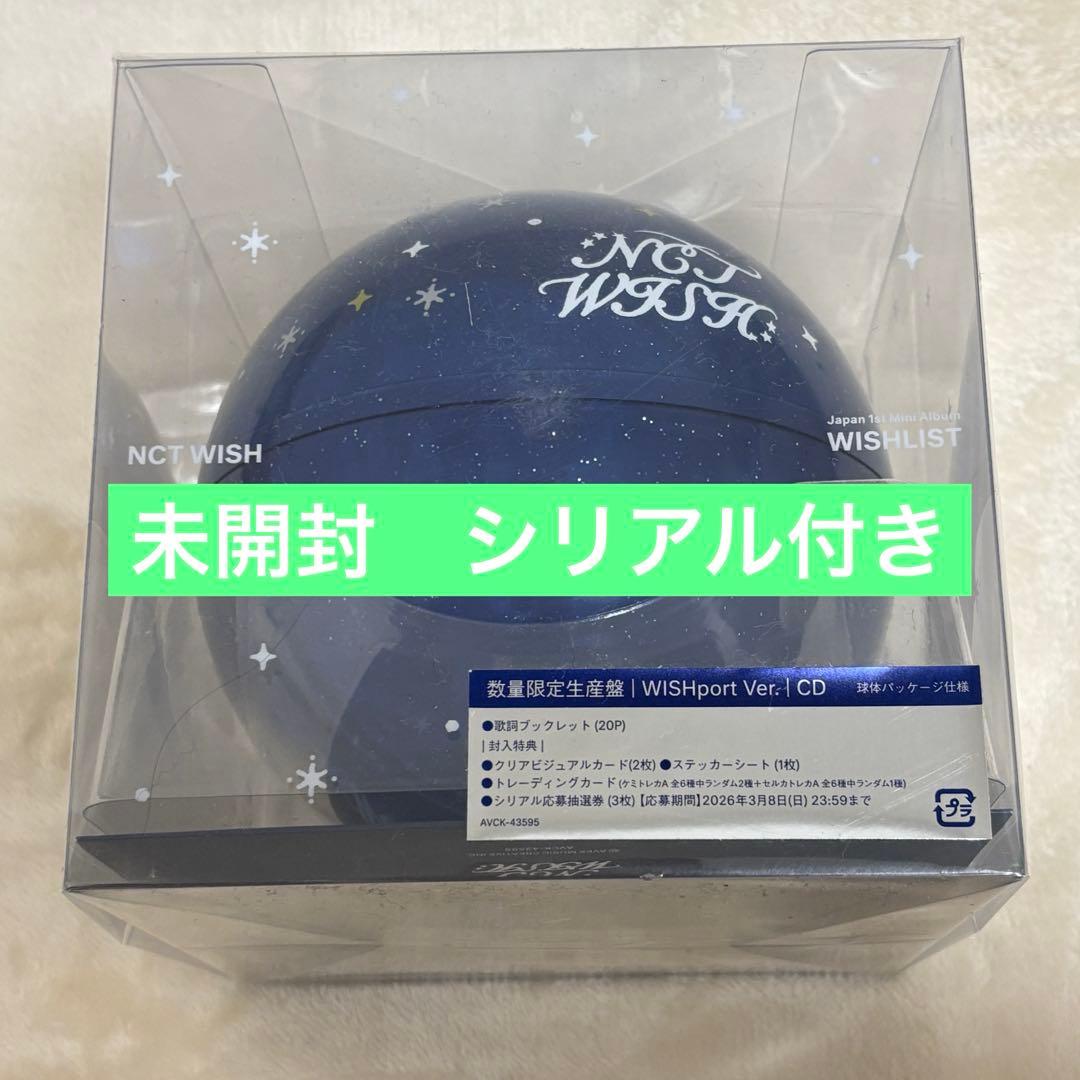 NCT
WISH
Japan 1st Mini Album
NCT WISH
WISHLIST
未開封　シリアル付き
数量限定生産盤 | WISHport Ver. | CD 球体パッケージ仕様
●歌詞ブックレット (20P)
| 封入特典 |
●クリアビジュアルカード(2枚) ●ステッカーシート (1枚)
●トレーディングカード (ケミトレカA 全6種中ランダム2種＋セルカトレカA 全6種中ランダム1種)
●シリアル応募抽選券 (3枚) 【応募期間】2026年3月8日(日) 23:59まで
プラ
AVCK-43595
AVCK-43595
NCT
WISH